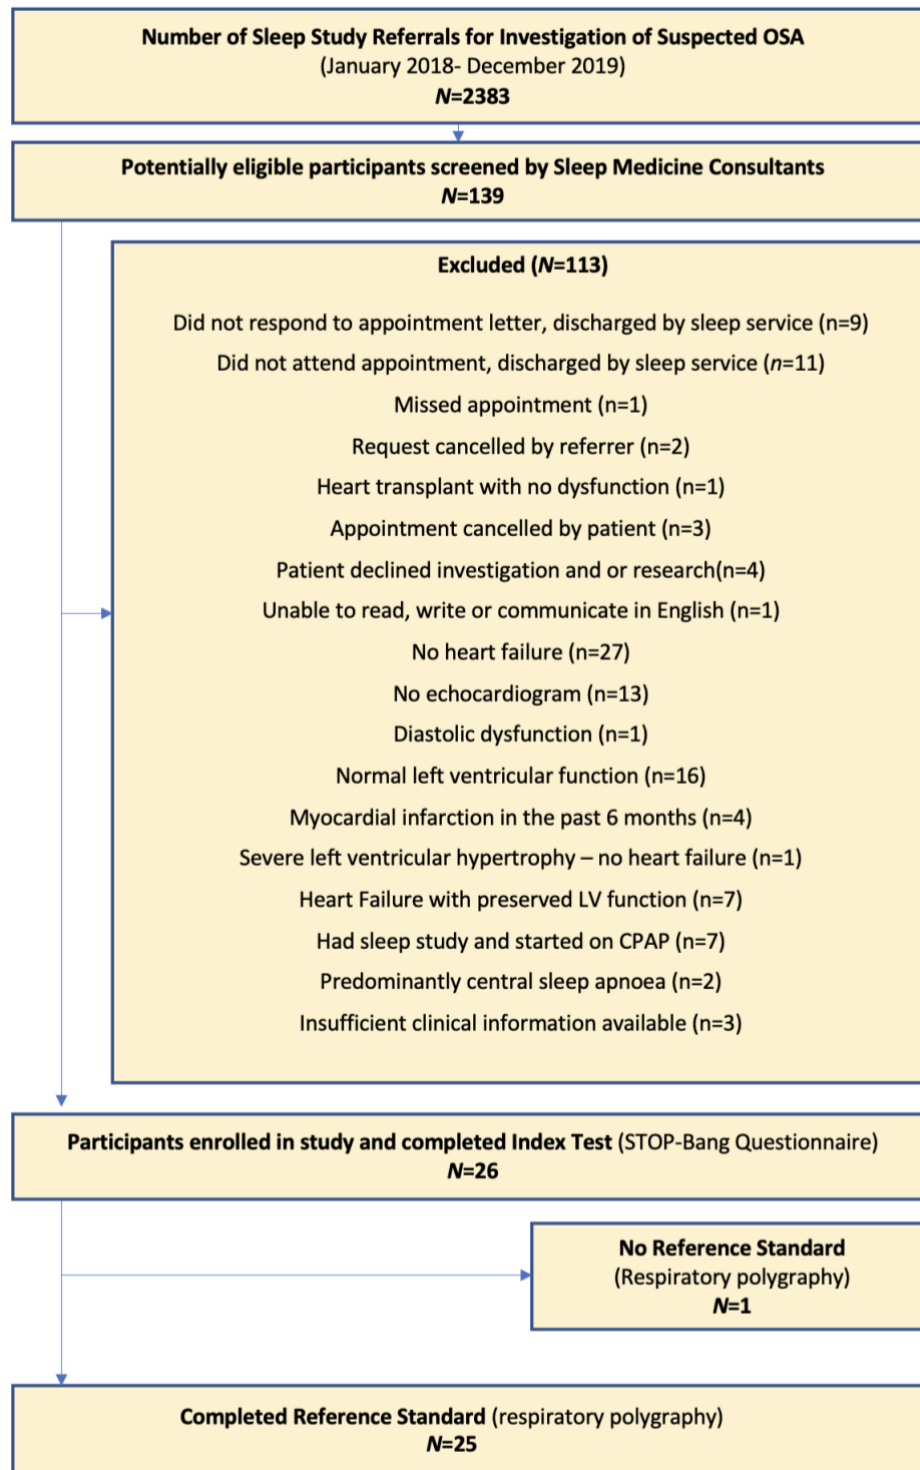 Number of Sleep Study Referrals for Investigation of Suspected OSA
(January 2018- December 2019)
N=2383
Potentially eligible participants screened by Sleep Medicine Consultants
N=139
Excluded (N=113)
Did not respond to appointment letter, discharged by sleep service (n=9)
Did not attend appointment, discharged by sleep service (n=11)
Missed appointment (n=1)
Request cancelled by referrer (n=2)
Heart transplant with no dysfunction (n=1)
Appointment cancelled by patient (n=3)
Patient declined investigation and or research(n=4)
Unable to read, write or communicate in English (n=1)
No heart failure (n=27)
No echocardiogram (n=13)
Diastolic dysfunction (n=1)
Normal left ventricular function (n=16)
Myocardial infarction in the past 6 months (n=4)
Severe left ventricular hypertrophy – no heart failure (n=1)
Heart Failure with preserved LV function (n=7)
Had sleep study and started on CPAP (n=7)
Predominantly central sleep apnoea (n=2)
Insufficient clinical information available (n=3)
Participants enrolled in study and completed Index Test (STOP-Bang Questionnaire)
N=26
No Reference Standard
(Respiratory polygraphy)
N=1
Completed Reference Standard (respiratory polygraphy)
N=25